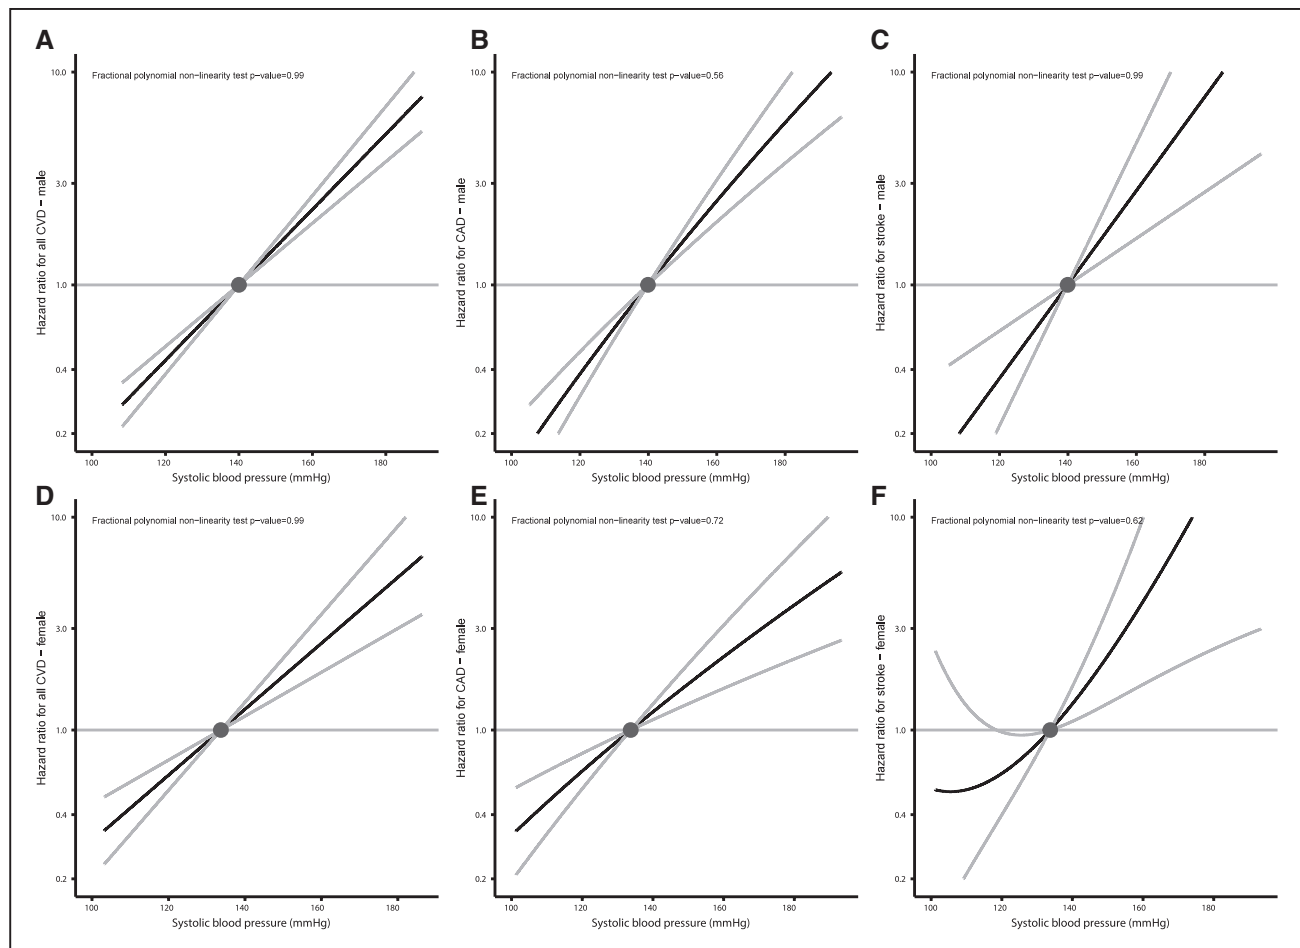 A
Fractional polynomial non-linearity test p-value=0.99
Hazard ratio for all CVD – male
10.0
3.0
1.0
0.4
0.2
100 120 140 160 180
Systolic blood pressure (mmHg)
B
Fractional polynomial non-linearity test p-value=0.56
Hazard ratio for CAD – male
10.0
3.0
1.0
0.4
0.2
100 120 140 160 180
Systolic blood pressure (mmHg)
C
Fractional polynomial non-linearity test p-value=0.99
Hazard ratio for stroke – male
10.0
3.0
1.0
0.4
0.2
100 120 140 160 180
Systolic blood pressure (mmHg)
D
Fractional polynomial non-linearity test p-value=0.99
Hazard ratio for all CVD – female
10.0
3.0
1.0
0.4
0.2
100 120 140 160 180
Systolic blood pressure (mmHg)
E
Fractional polynomial non-linearity test p-value=0.72
Hazard ratio for CAD – female
10.0
3.0
1.0
0.4
0.2
100 120 140 160 180
Systolic blood pressure (mmHg)
F
Fractional polynomial non-linearity test p-value=0.62
Hazard ratio for stroke – female
10.0
3.0
1.0
0.4
0.2
100 120 140 160 180
Systolic blood pressure (mmHg)